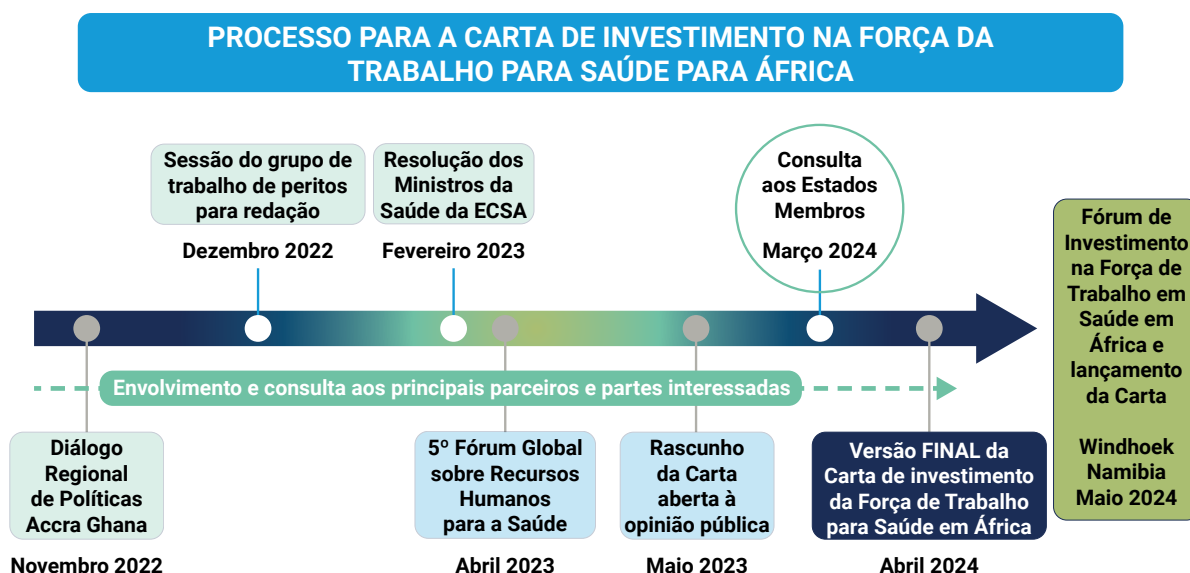 PROCESSO PARA A CARTA DE INVESTIMENTO NA FORÇA DA
TRABALHO PARA SAÚDE PARA ÁFRICA
Sessão do grupo de
trabalho de peritos
para redação
Dezembro 2022
Resolução dos
Ministros da
Saúde da ECSA
Fevereiro 2023
Consulta
aos Estados
Membros
Março 2024
Fórum de
Investimento
na Força de
Trabalho em
Saúde em
África e
lançamento
da Carta
Windhoek
Namibia
Maio 2024
Envolvimento e consulta aos principais parceiros e partes interessadas
Diálogo
Regional
de Políticas
Accra Ghana
Novembro 2022
5º Fórum Global
sobre Recursos
Humanos
para a Saúde
Abril 2023
Rascunho
da Carta
aberta à
opinião pública
Maio 2023
Versão FINAL da
Carta de investimento
da Força de Trabalho
para Saúde em África
Abril 2024